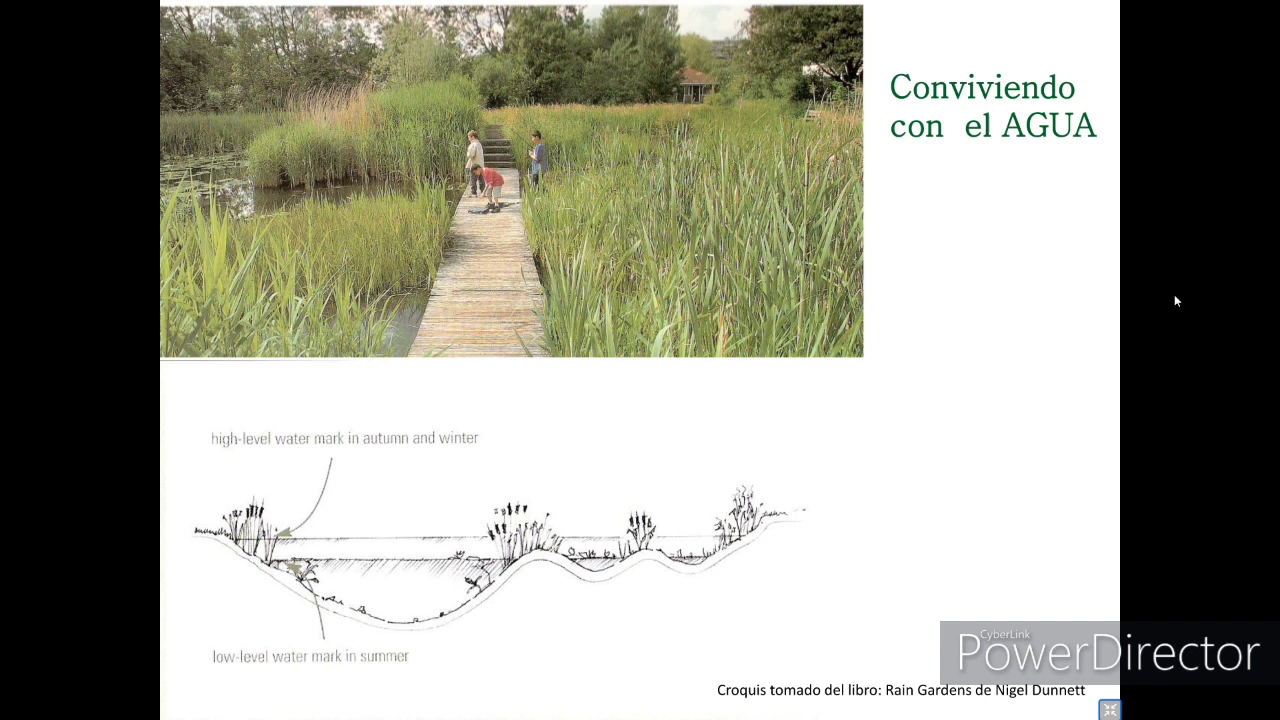 Conviviendo
con el AGUA
high-level water mark in autumn and winter
low-level water mark in summer
CyberLink
PowerDirector
Croquis tomado del libro: Rain Gardens de Nigel Dunnett